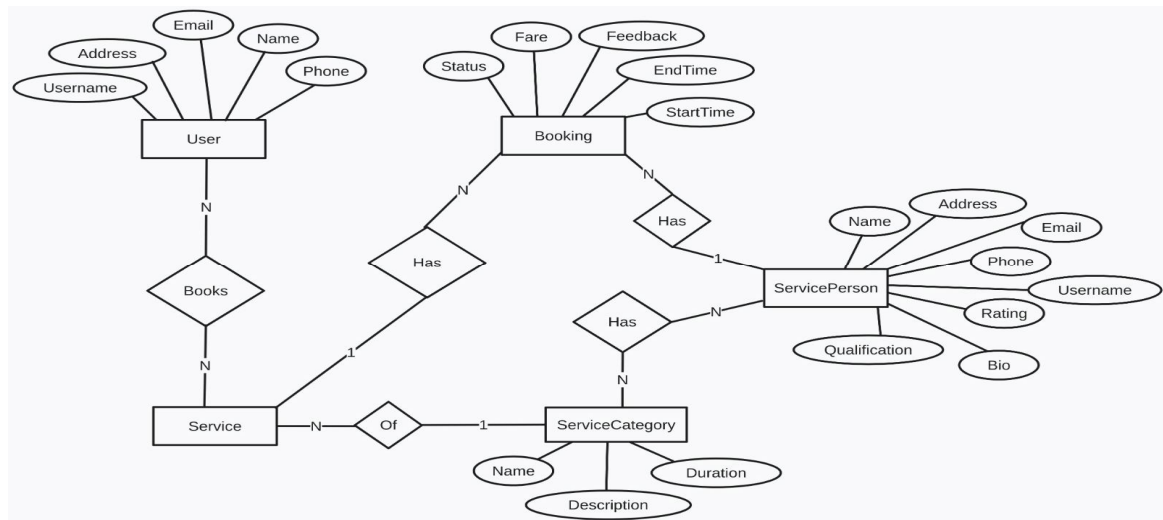 Email
Name
Address
Phone
Username
User
Fare
Feedback
Status
EndTime
StartTime
Booking
N
N
N
Has
Name
Address
Email
Has
1
Phone
ServicePerson
Username
Books
Rating
Has
N
Qualification
1
Bio
N
N
Service
N
Of
1
ServiceCategory
Name
Duration
Description